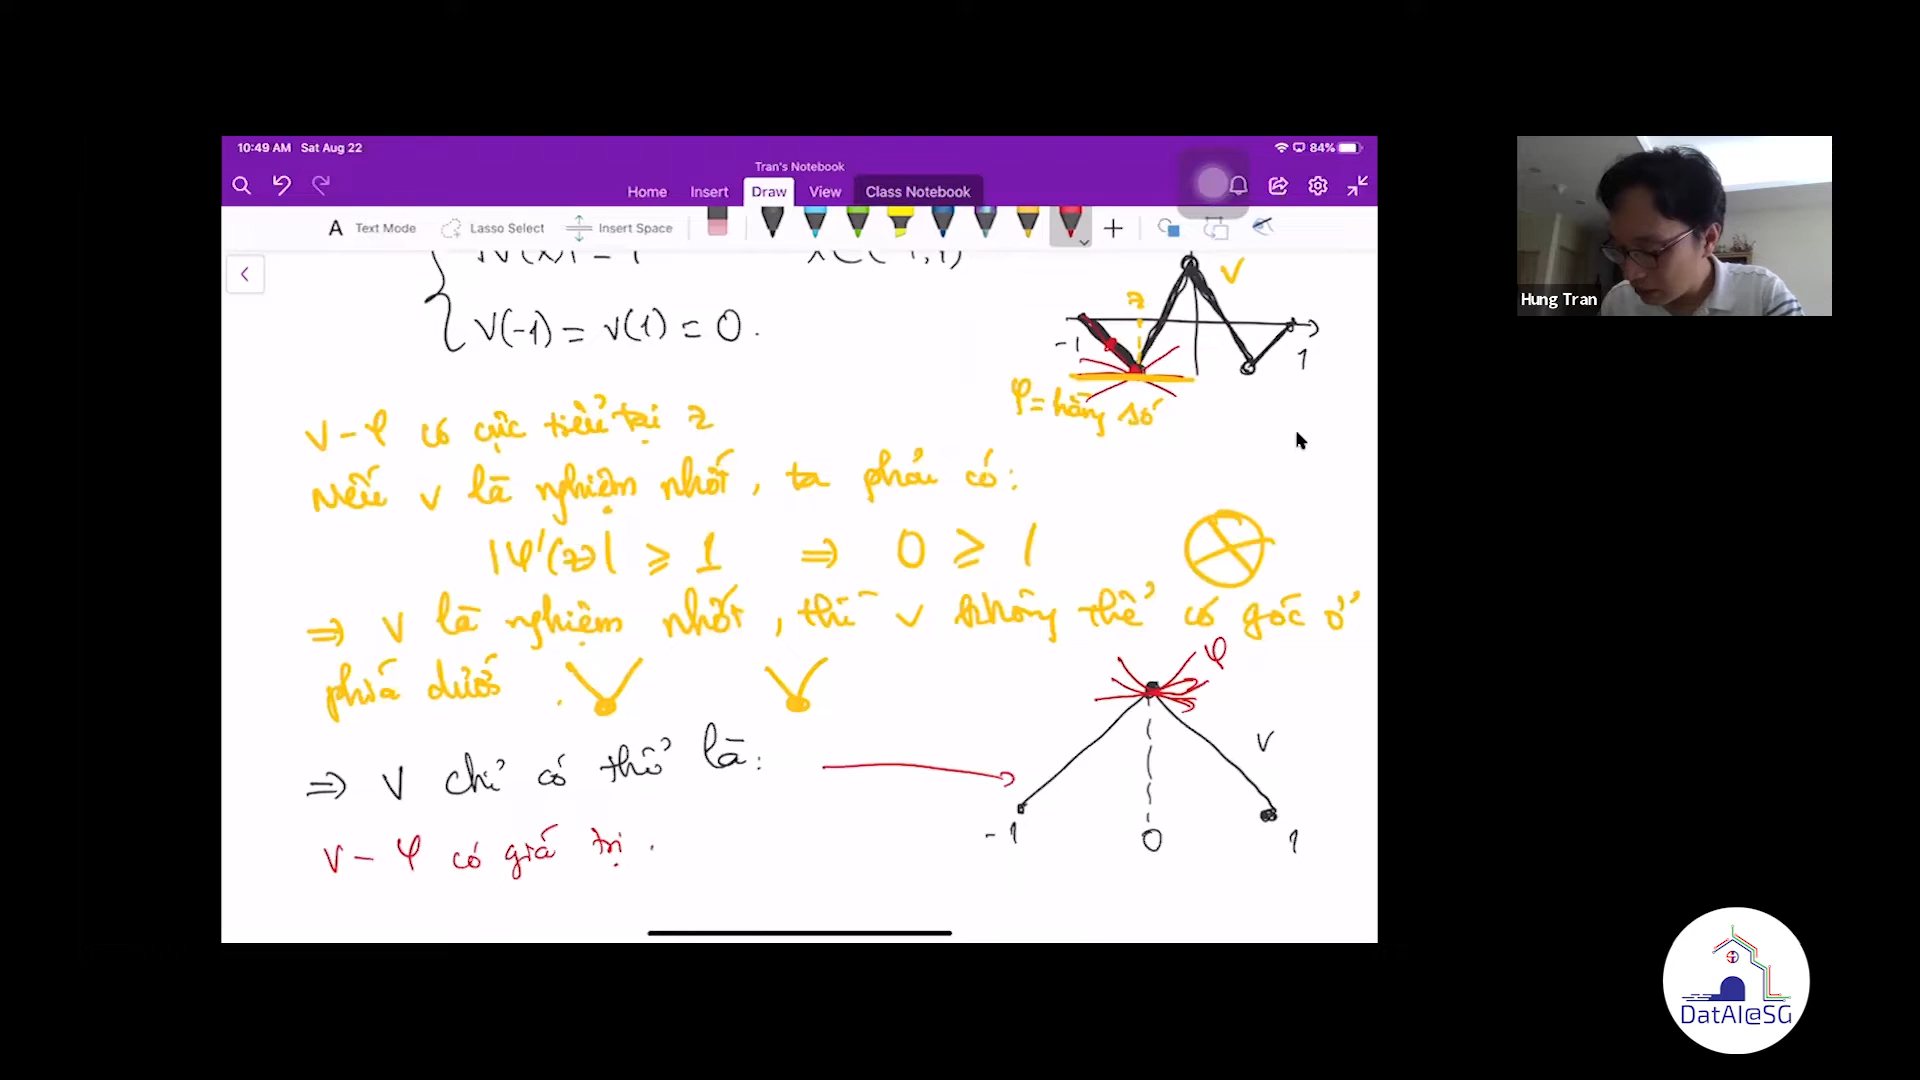 10:49 AM Sat Aug 22
84%
Tran's Notebook
Home Insert Draw View Class Notebook
A Text Mode Lasso Select Insert Space
V(-1) = V(1) = 0.
V
z
-1
1
φ = hằng số
V - φ có cực tiểu tại z
Nếu V là nghiệm nhớt, ta phải có:
|φ'(z)| ≥ 1 ⇒ 0 ≥ 1
⇒ V là nghiệm nhớt, thì V không thể có góc ở
phía dưới.
φ
⇒ V chỉ có thể là:
V
-1 0 1
V - φ có giá trị
Hung Tran
DatAI@SG